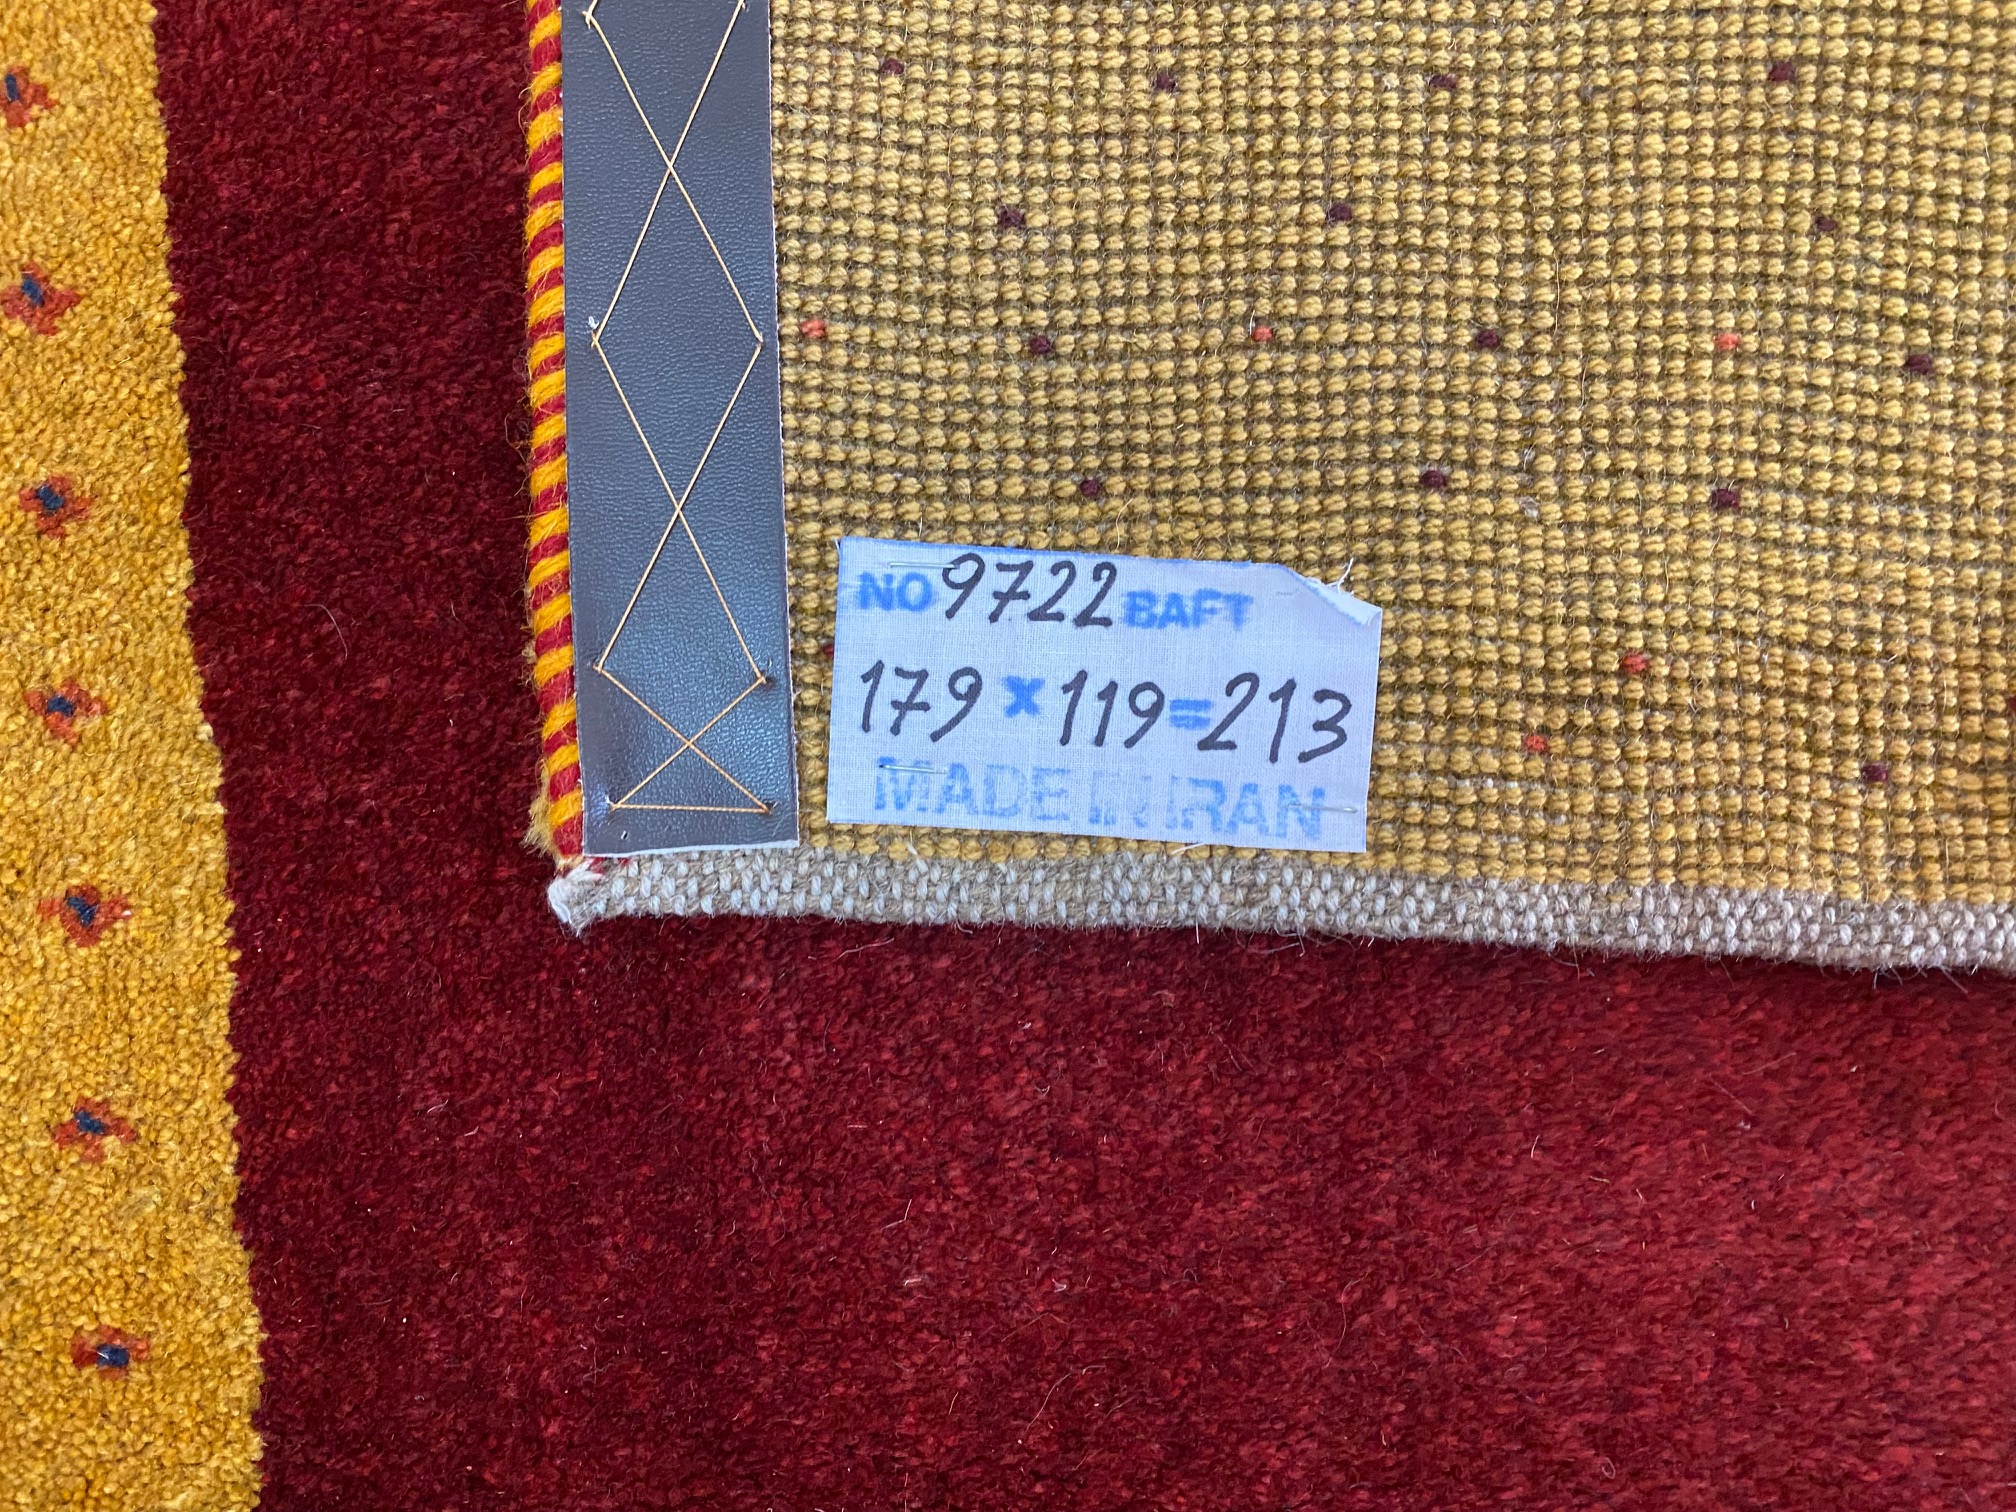 NO 9722 BAFT
179 x 119 = 213
MADE IN IRAN